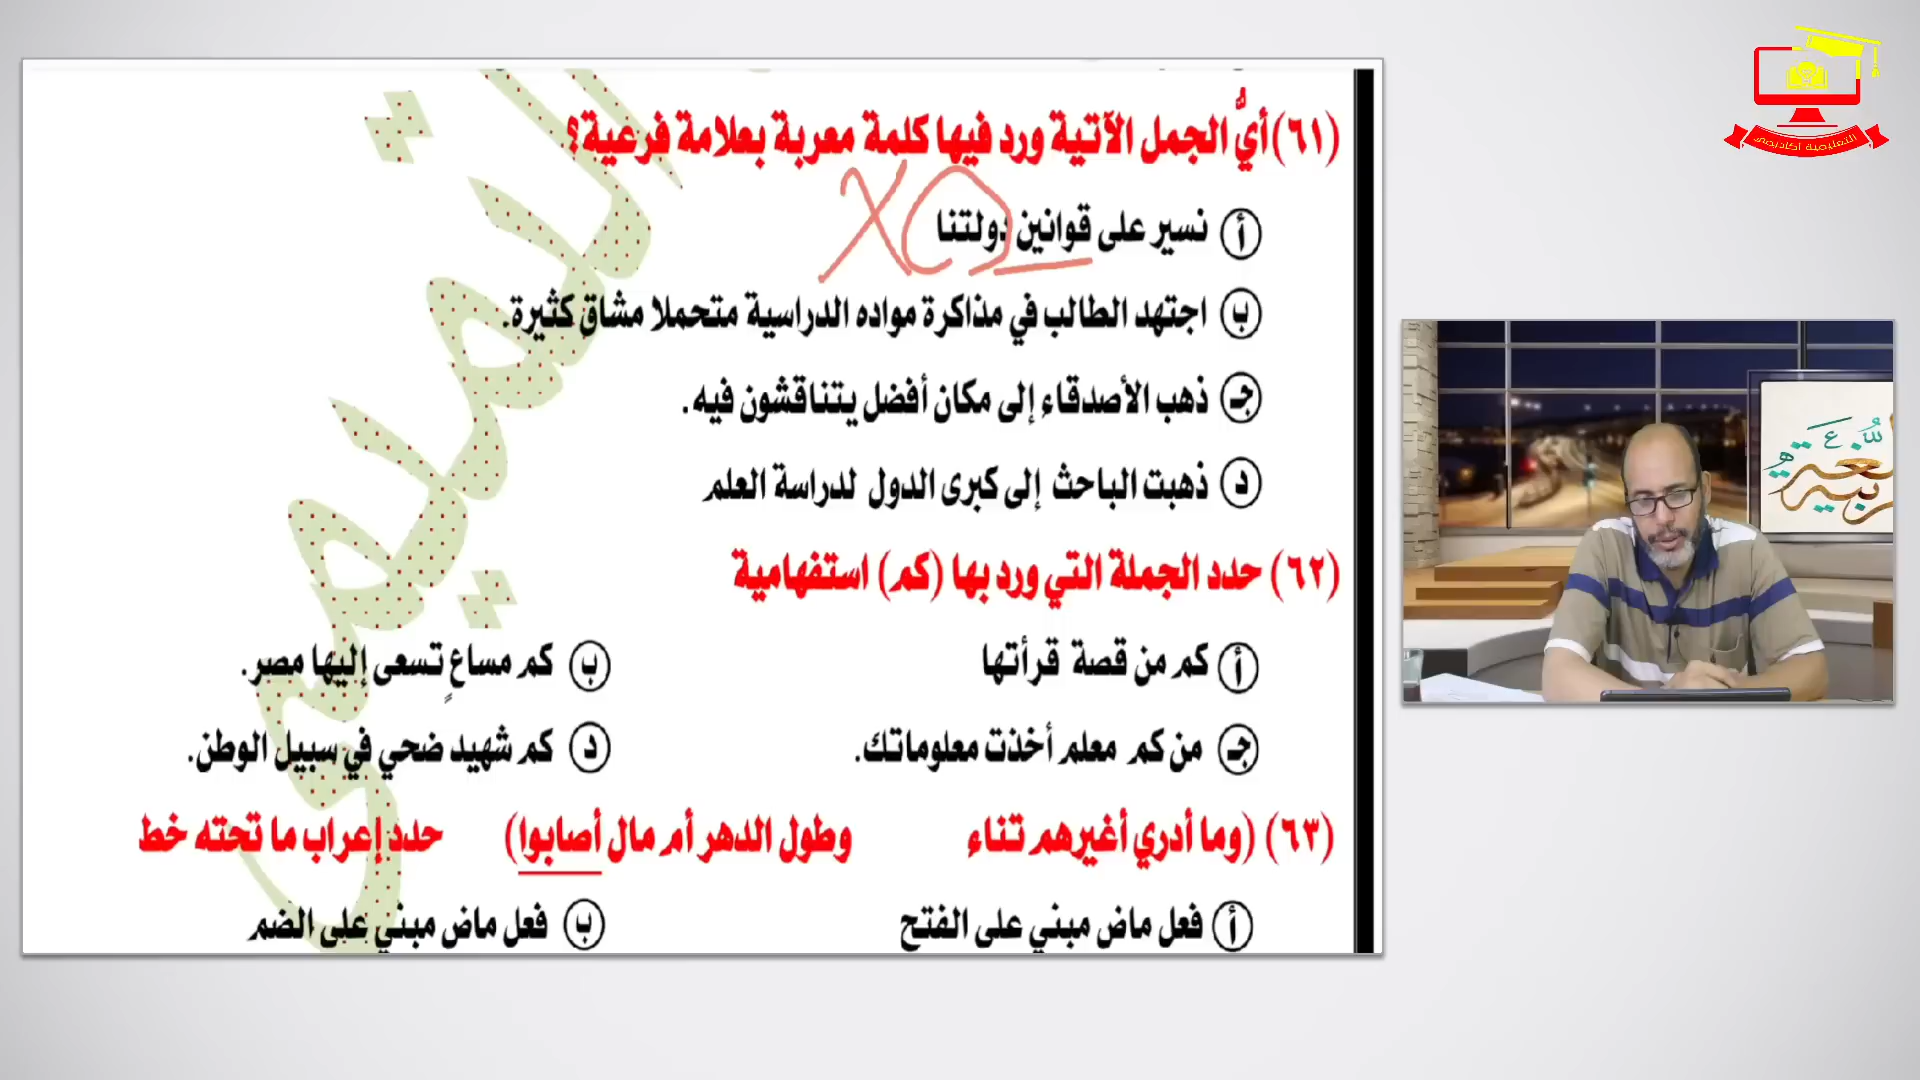 (٦١) أيُّ الجمل الآتية ورد فيها كلمة معربة بعلامة فرعية؟
أ نسير على قوانين دولتنا
ب اجتهد الطالب في مذاكرة مواده الدراسية متحملا مشاق كثيرة.
جـ ذهب الأصدقاء إلى مكان أفضل يتناقشون فيه.
د ذهبت الباحث إلى كبرى الدول لدراسة العلم
(٦٢) حدد الجملة التي ورد بها (كم) استفهامية
أ كم من قصة قرأتها
ب كم مساعٍ تسعى إليها مصر.
جـ من كم معلم أخذت معلوماتك.
د كم شهيد ضحي في سبيل الوطن.
(٦٣) (وما أدري أغيرهم تناء وطول الدهر أم مال أصابوا) حدد إعراب ما تحته خط
أ فعل ماض مبني على الفتح
ب فعل ماض مبني على الضم
التعليمية أكاديمي